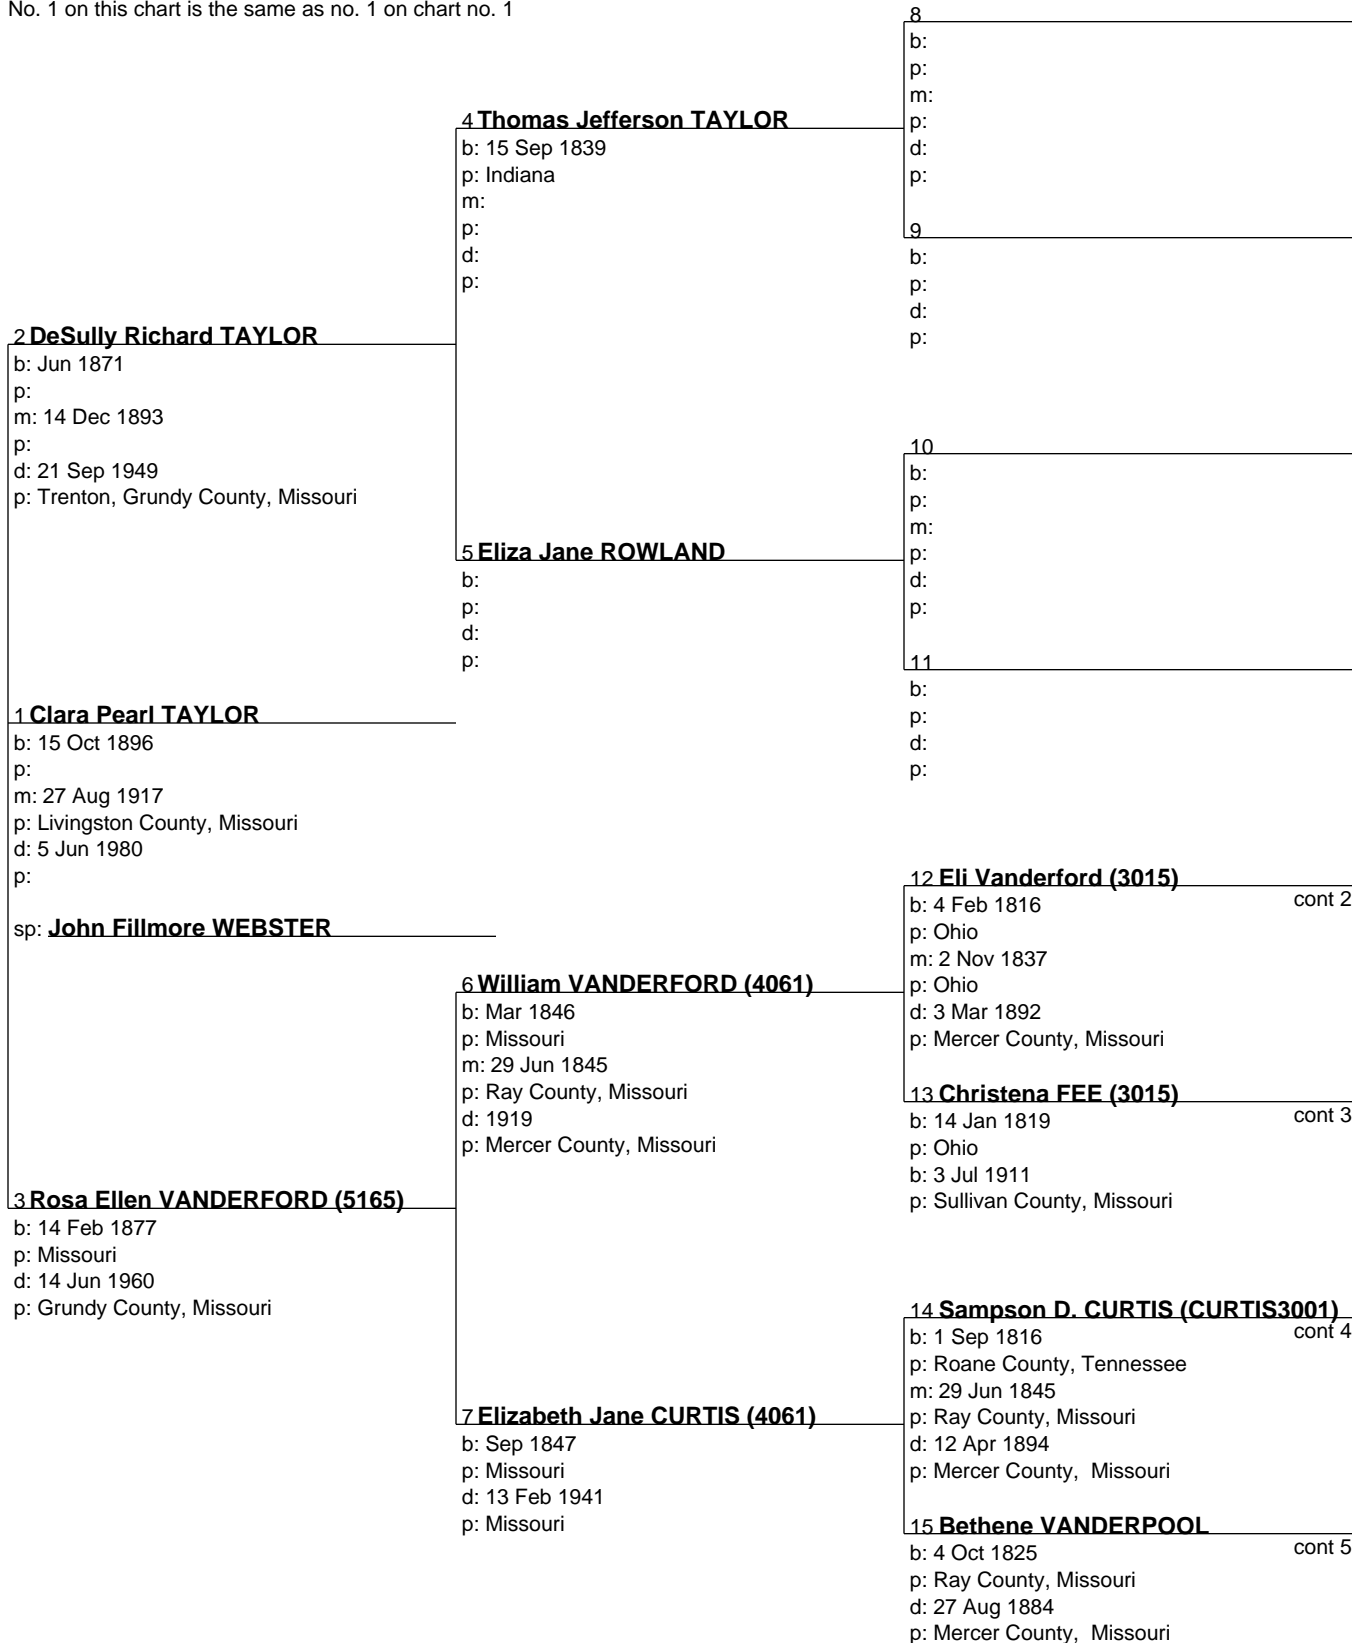 No. 1 on this chart is the same as no. 1 on chart no. 1
8
b:
p:
m:
p:
d:
p:
4 Thomas Jefferson TAYLOR
b: 15 Sep 1839
p: Indiana
m:
p:
d:
p:
9
b:
p:
d:
p:
2 DeSully Richard TAYLOR
b: Jun 1871
p:
m: 14 Dec 1893
p:
d: 21 Sep 1949
p: Trenton, Grundy County, Missouri
10
b:
p:
m:
p:
d:
p:
5 Eliza Jane ROWLAND
b:
p:
d:
p:
11
b:
p:
d:
p:
1 Clara Pearl TAYLOR
b: 15 Oct 1896
p:
m: 27 Aug 1917
p: Livingston County, Missouri
d: 5 Jun 1980
p:
sp: John Fillmore WEBSTER
12 Eli Vanderford (3015)
cont 2
b: 4 Feb 1816
p: Ohio
m: 2 Nov 1837
p: Ohio
d: 3 Mar 1892
p: Mercer County, Missouri
6 William VANDERFORD (4061)
b: Mar 1846
p: Missouri
m: 29 Jun 1845
p: Ray County, Missouri
d: 1919
p: Mercer County, Missouri
13 Christena FEE (3015)
cont 3
b: 14 Jan 1819
p: Ohio
b: 3 Jul 1911
p: Sullivan County, Missouri
3 Rosa Ellen VANDERFORD (5165)
b: 14 Feb 1877
p: Missouri
d: 14 Jun 1960
p: Grundy County, Missouri
14 Sampson D. CURTIS (CURTIS3001)
cont 4
b: 1 Sep 1816
p: Roane County, Tennessee
m: 29 Jun 1845
p: Ray County, Missouri
d: 12 Apr 1894
p: Mercer County,  Missouri
7 Elizabeth Jane CURTIS (4061)
b: Sep 1847
p: Missouri
d: 13 Feb 1941
p: Missouri
15 Bethene VANDERPOOL
cont 5
b: 4 Oct 1825
p: Ray County, Missouri
d: 27 Aug 1884
p: Mercer County,  Missouri